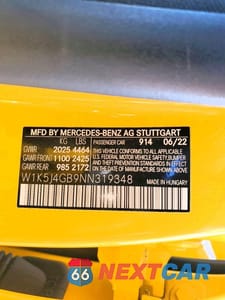 MFD BY MERCEDES-BENZ AG STUTTGART
KG LBS PASSENGER CAR 914 06/22
GVWR 2025 4464
GAWR FRONT 1100 2425
GAWR REAR 985 2172
THIS VEHICLE CONFORMS TO ALL APPLICABLE
U.S. FEDERAL MOTOR VEHICLE SAFETY, BUMPER
AND THEFT PREVENTION STANDARDS IN EFFECT
ON THE DATE OF MANUFACTURE SHOWN ABOVE.
W1K5J4GB9NN319348
MADE IN HUNGARY
66 NEXTCAR